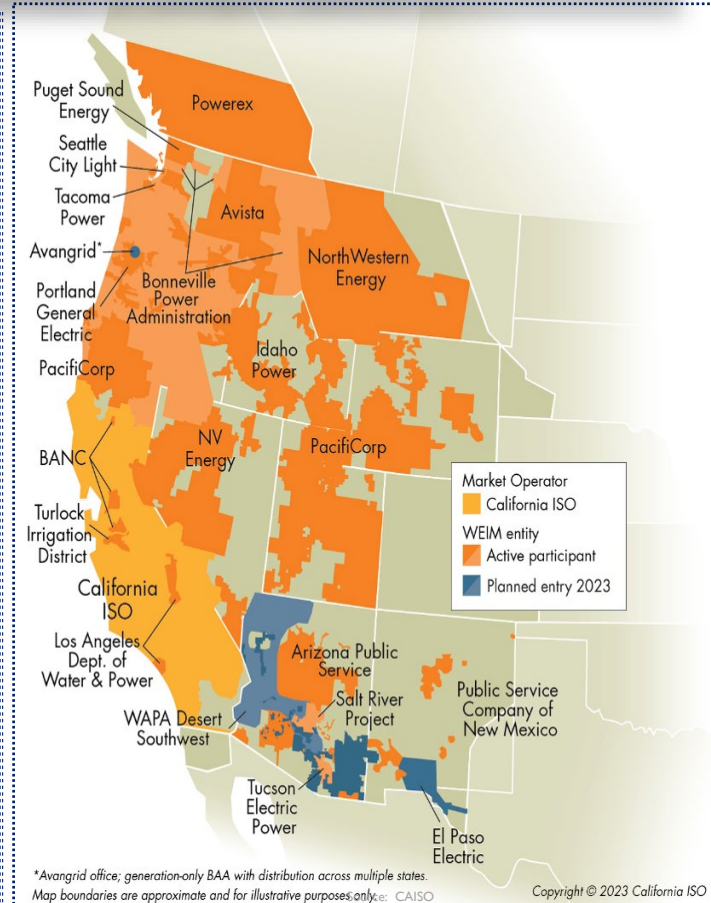 Powerex
Puget Sound
Energy
Seattle
City Light
Tacoma
Power
Avista
Avangrid*
NorthWestern
Energy
Bonneville
Power
Administration
Portland
General
Electric
Idaho
Power
PacifiCorp
NV
Energy
PacifiCorp
BANC
Market Operator
California ISO
WEIM entity
Active participant
Planned entry 2023
Turlock
Irrigation
District
California
ISO
Los Angeles
Dept. of
Water & Power
Arizona Public
Service
Salt River
Project
Public Service
Company of
New Mexico
WAPA Desert
Southwest
Tucson
Electric
Power
El Paso
Electric
*Avangrid office; generation-only BAA with distribution across multiple states.
Map boundaries are approximate and for illustrative purposes only.
Source: CAISO
Copyright © 2023 California ISO